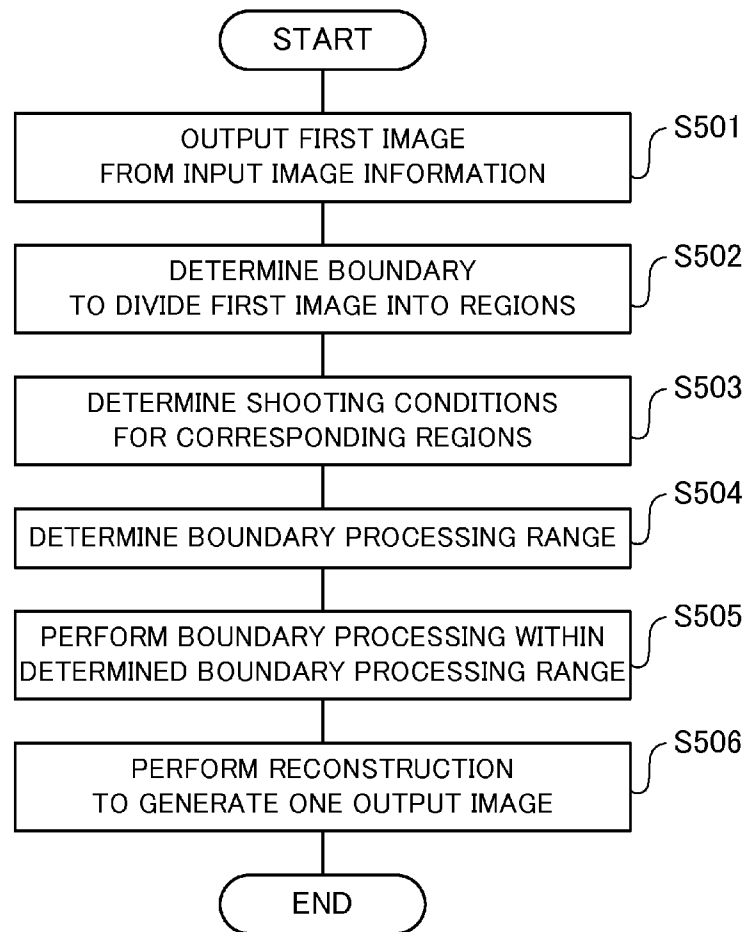 START
OUTPUT FIRST IMAGE
FROM INPUT IMAGE INFORMATION
S501
DETERMINE BOUNDARY
TO DIVIDE FIRST IMAGE INTO REGIONS
S502
DETERMINE SHOOTING CONDITIONS
FOR CORRESPONDING REGIONS
S503
DETERMINE BOUNDARY PROCESSING RANGE
S504
PERFORM BOUNDARY PROCESSING WITHIN
DETERMINED BOUNDARY PROCESSING RANGE
S505
PERFORM RECONSTRUCTION
TO GENERATE ONE OUTPUT IMAGE
S506
END